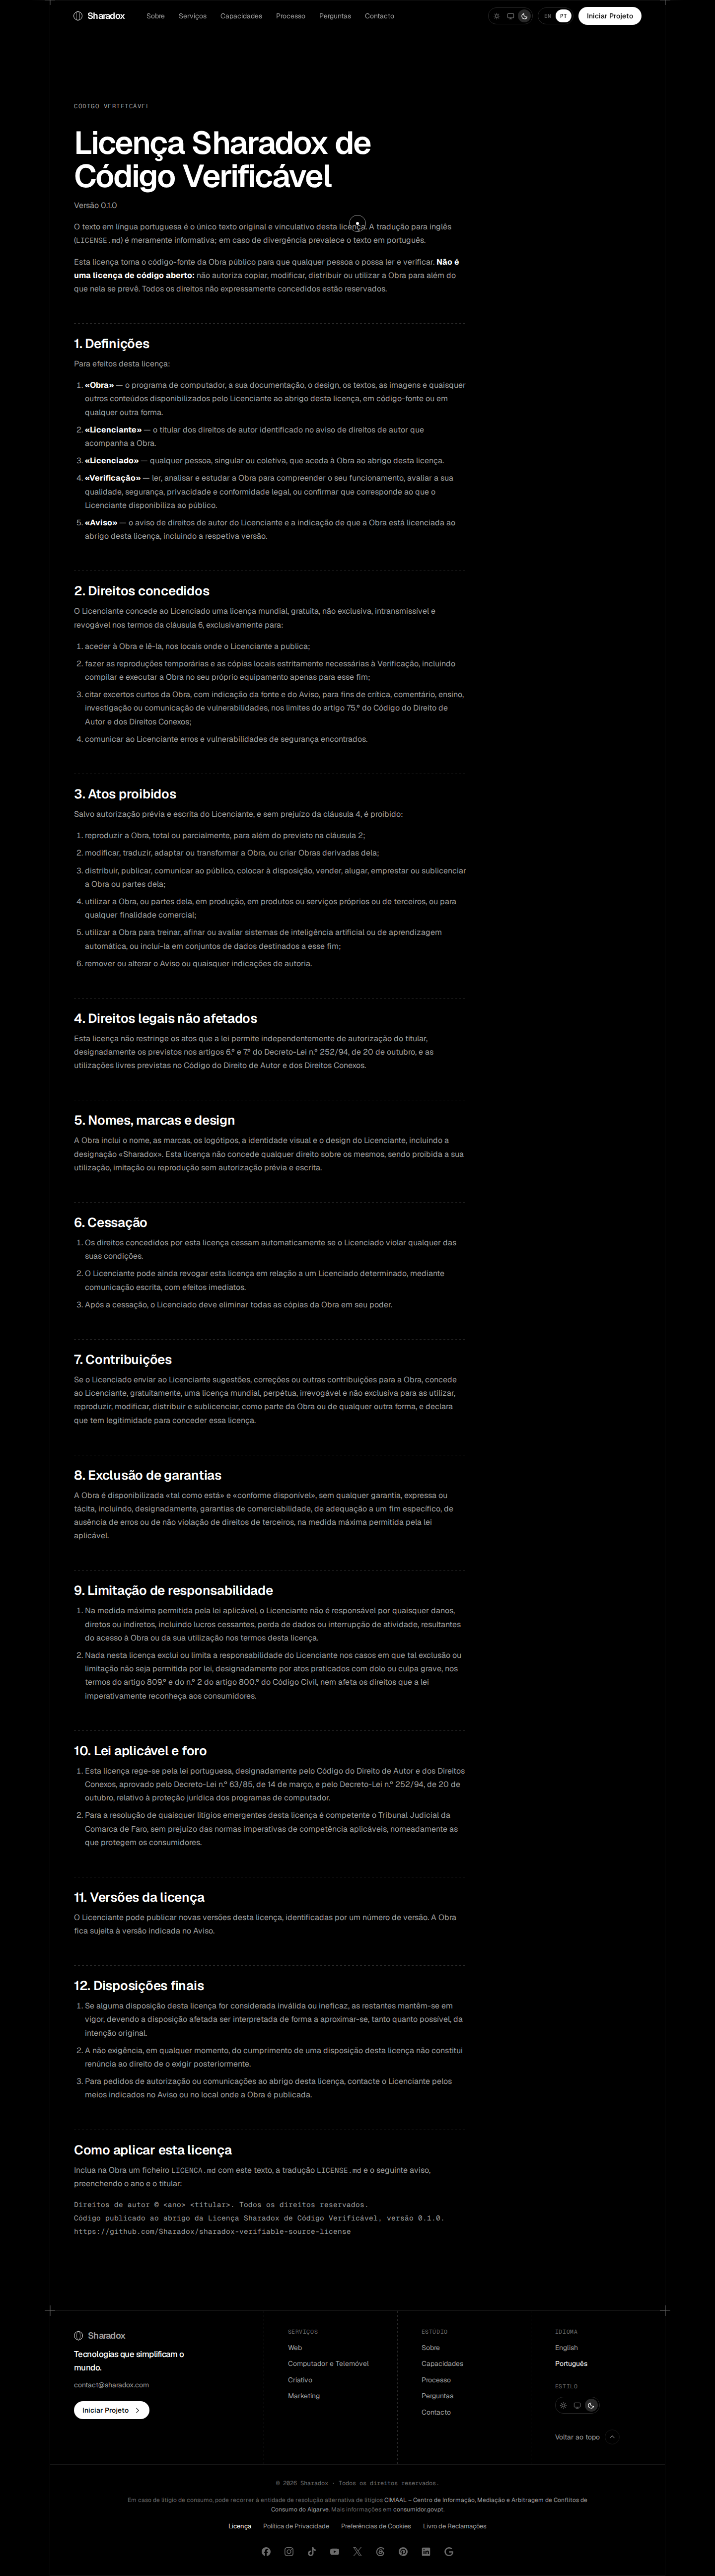 Sharadox
Sobre
Serviços
Capacidades
Processo
Perguntas
Contacto
EN
PT
Iniciar Projeto
CÓDIGO VERIFICÁVEL
Licença Sharadox de
Código Verificável
Versão 0.1.0
O texto em língua portuguesa é o único texto original e vinculativo desta licença. A tradução para inglês
(LICENSE.md) é meramente informativa; em caso de divergência prevalece o texto em português.
Esta licença torna o código-fonte da Obra público para que qualquer pessoa o possa ler e verificar. Não é
uma licença de código aberto: não autoriza copiar, modificar, distribuir ou utilizar a Obra para além do
que nela se prevê. Todos os direitos não expressamente concedidos estão reservados.
1. Definições
Para efeitos desta licença:
1. «Obra» — o programa de computador, a sua documentação, o design, os textos, as imagens e quaisquer
outros conteúdos disponibilizados pelo Licenciante ao abrigo desta licença, em código-fonte ou em
qualquer outra forma.
2. «Licenciante» — o titular dos direitos de autor identificado no aviso de direitos de autor que
acompanha a Obra.
3. «Licenciado» — qualquer pessoa, singular ou coletiva, que aceda à Obra ao abrigo desta licença.
4. «Verificação» — ler, analisar e estudar a Obra para compreender o seu funcionamento, avaliar a sua
qualidade, segurança, privacidade e conformidade legal, ou confirmar que corresponde ao que o
Licenciante disponibiliza ao público.
5. «Aviso» — o aviso de direitos de autor do Licenciante e a indicação de que a Obra está licenciada ao
abrigo desta licença, incluindo a respetiva versão.
2. Direitos concedidos
O Licenciante concede ao Licenciado uma licença mundial, gratuita, não exclusiva, intransmissível e
revogável nos termos da cláusula 6, exclusivamente para:
1. aceder à Obra e lê-la, nos locais onde o Licenciante a publica;
2. fazer as reproduções temporárias e as cópias locais estritamente necessárias à Verificação, incluindo
compilar e executar a Obra no seu próprio equipamento apenas para esse fim;
3. citar excertos curtos da Obra, com indicação da fonte e do Aviso, para fins de crítica, comentário, ensino,
investigação ou comunicação de vulnerabilidades, nos limites do artigo 75.º do Código do Direito de
Autor e dos Direitos Conexos;
4. comunicar ao Licenciante erros e vulnerabilidades de segurança encontrados.
3. Atos proibidos
Salvo autorização prévia e escrita do Licenciante, e sem prejuízo da cláusula 4, é proibido:
1. reproduzir a Obra, total ou parcialmente, para além do previsto na cláusula 2;
2. modificar, traduzir, adaptar ou transformar a Obra, ou criar Obras derivadas dela;
3. distribuir, publicar, comunicar ao público, colocar à disposição, vender, alugar, emprestar ou sublicenciar
a Obra ou partes dela;
4. utilizar a Obra, ou partes dela, em produção, em produtos ou serviços próprios ou de terceiros, ou para
qualquer finalidade comercial;
5. utilizar a Obra para treinar, afinar ou avaliar sistemas de inteligência artificial ou de aprendizagem
automática, ou incluí-la em conjuntos de dados destinados a esse fim;
6. remover ou alterar o Aviso ou quaisquer indicações de autoria.
4. Direitos legais não afetados
Esta licença não restringe os atos que a lei permite independentemente de autorização do titular,
designadamente os previstos nos artigos 6.º e 7.º do Decreto-Lei n.º 252/94, de 20 de outubro, e as
utilizações livres previstas no Código do Direito de Autor e dos Direitos Conexos.
5. Nomes, marcas e design
A Obra inclui o nome, as marcas, os logótipos, a identidade visual e o design do Licenciante, incluindo a
designação «Sharadox». Esta licença não concede qualquer direito sobre os mesmos, sendo proibida a sua
utilização, imitação ou reprodução sem autorização prévia e escrita.
6. Cessação
1. Os direitos concedidos por esta licença cessam automaticamente se o Licenciado violar qualquer das
suas condições.
2. O Licenciante pode ainda revogar esta licença em relação a um Licenciado determinado, mediante
comunicação escrita, com efeitos imediatos.
3. Após a cessação, o Licenciado deve eliminar todas as cópias da Obra em seu poder.
7. Contribuições
Se o Licenciado enviar ao Licenciante sugestões, correções ou outras contribuições para a Obra, concede
ao Licenciante, gratuitamente, uma licença mundial, perpétua, irrevogável e não exclusiva para as utilizar,
reproduzir, modificar, distribuir e sublicenciar, como parte da Obra ou de qualquer outra forma, e declara
que tem legitimidade para conceder essa licença.
8. Exclusão de garantias
A Obra é disponibilizada «tal como está» e «conforme disponível», sem qualquer garantia, expressa ou
tácita, incluindo, designadamente, garantias de comerciabilidade, de adequação a um fim específico, de
ausência de erros ou de não violação de direitos de terceiros, na medida máxima permitida pela lei
aplicável.
9. Limitação de responsabilidade
1. Na medida máxima permitida pela lei aplicável, o Licenciante não é responsável por quaisquer danos,
diretos ou indiretos, incluindo lucros cessantes, perda de dados ou interrupção de atividade, resultantes
do acesso à Obra ou da sua utilização nos termos desta licença.
2. Nada nesta licença exclui ou limita a responsabilidade do Licenciante nos casos em que tal exclusão ou
limitação não seja permitida por lei, designadamente por atos praticados com dolo ou culpa grave, nos
termos do artigo 809.º e do n.º 2 do artigo 800.º do Código Civil, nem afeta os direitos que a lei
imperativamente reconheça aos consumidores.
10. Lei aplicável e foro
1. Esta licença rege-se pela lei portuguesa, designadamente pelo Código do Direito de Autor e dos Direitos
Conexos, aprovado pelo Decreto-Lei n.º 63/85, de 14 de março, e pelo Decreto-Lei n.º 252/94, de 20 de
outubro, relativo à proteção jurídica dos programas de computador.
2. Para a resolução de quaisquer litígios emergentes desta licença é competente o Tribunal Judicial da
Comarca de Faro, sem prejuízo das normas imperativas de competência aplicáveis, nomeadamente as
que protegem os consumidores.
11. Versões da licença
O Licenciante pode publicar novas versões desta licença, identificadas por um número de versão. A Obra
fica sujeita à versão indicada no Aviso.
12. Disposições finais
1. Se alguma disposição desta licença for considerada inválida ou ineficaz, as restantes mantêm-se em
vigor, devendo a disposição afetada ser interpretada de forma a aproximar-se, tanto quanto possível, da
intenção original.
2. A não exigência, em qualquer momento, do cumprimento de uma disposição desta licença não constitui
renúncia ao direito de o exigir posteriormente.
3. Para pedidos de autorização ou comunicações ao abrigo desta licença, contacte o Licenciante pelos
meios indicados no Aviso ou no local onde a Obra é publicada.
Como aplicar esta licença
Inclua na Obra um ficheiro LICENCA.md com este texto, a tradução LICENSE.md e o seguinte aviso,
preenchendo o ano e o titular:
Direitos de autor © <ano> <titular>. Todos os direitos reservados.
Código publicado ao abrigo da Licença Sharadox de Código Verificável, versão 0.1.0.
https://github.com/Sharadox/sharadox-verifiable-source-license
Sharadox
Tecnologias que simplificam o
mundo.
contact@sharadox.com
Iniciar Projeto
SERVIÇOS
Web
Computador e Telemóvel
Criativo
Marketing
ESTÚDIO
Sobre
Capacidades
Processo
Perguntas
Contacto
IDIOMA
English
Português
ESTILO
Voltar ao topo
© 2026 Sharadox · Todos os direitos reservados.
Em caso de litígio de consumo, pode recorrer à entidade de resolução alternativa de litígios CIMAAL – Centro de Informação, Mediação e Arbitragem de Conflitos de
Consumo do Algarve. Mais informações em consumidor.gov.pt.
Licença
Política de Privacidade
Preferências de Cookies
Livro de Reclamações